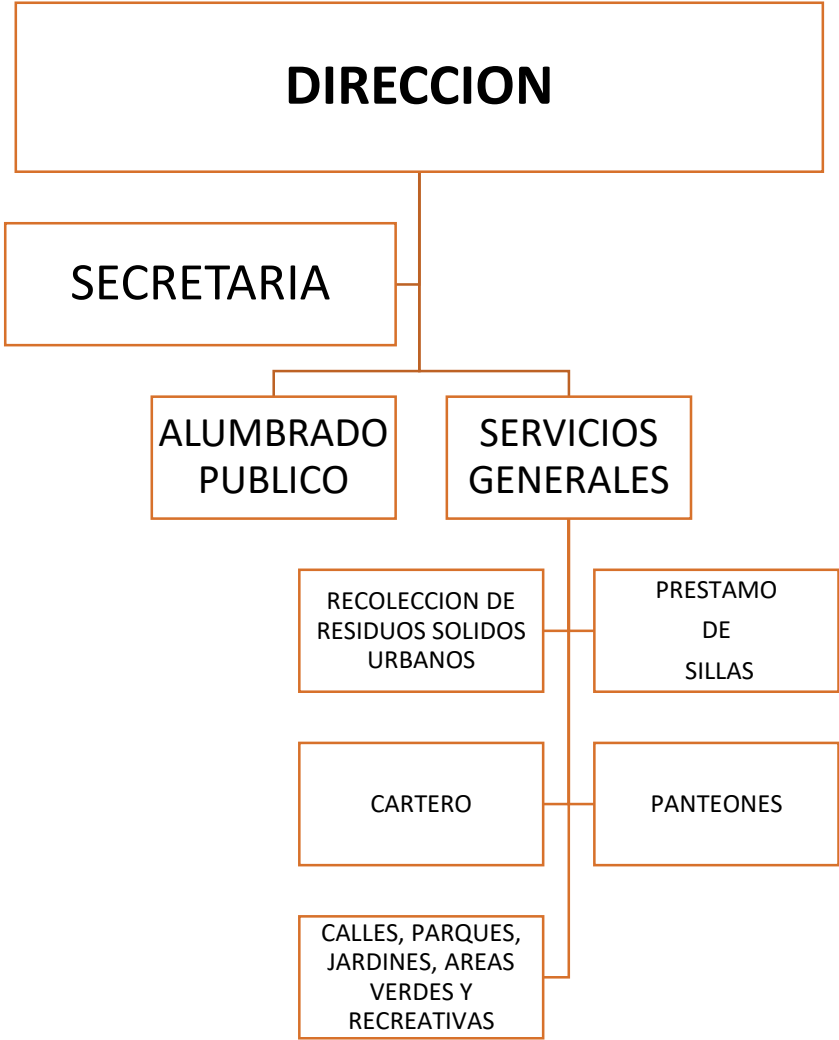 DIRECCION
SECRETARIA
ALUMBRADO
PUBLICO
SERVICIOS
GENERALES
RECOLECCION DE
RESIDUOS SOLIDOS
URBANOS
PRESTAMO
DE
SILLAS
CARTERO
PANTEONES
CALLES, PARQUES,
JARDINES, AREAS
VERDES Y
RECREATIVAS